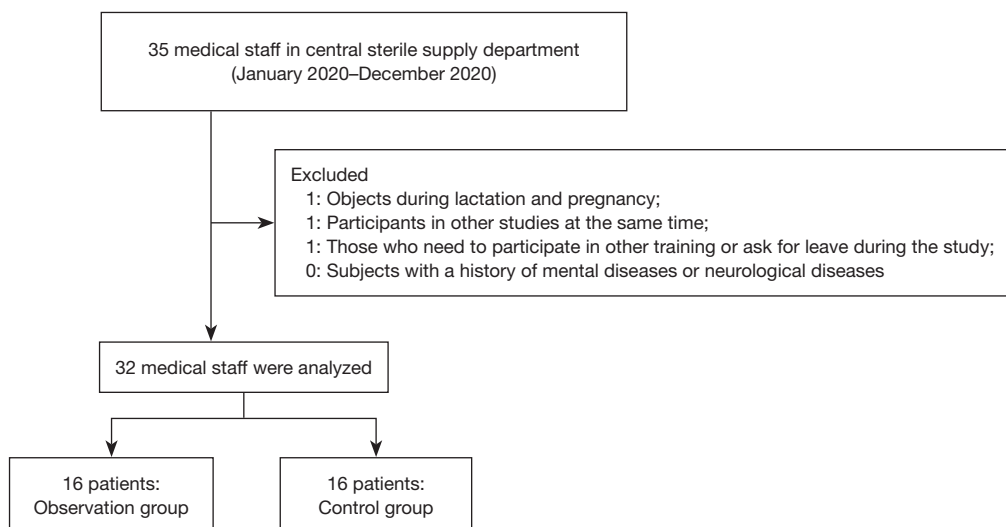 35 medical staff in central sterile supply department
(January 2020–December 2020)
Excluded
1: Objects during lactation and pregnancy;
1: Participants in other studies at the same time;
1: Those who need to participate in other training or ask for leave during the study;
0: Subjects with a history of mental diseases or neurological diseases
32 medical staff were analyzed
16 patients:
Observation group
16 patients:
Control group